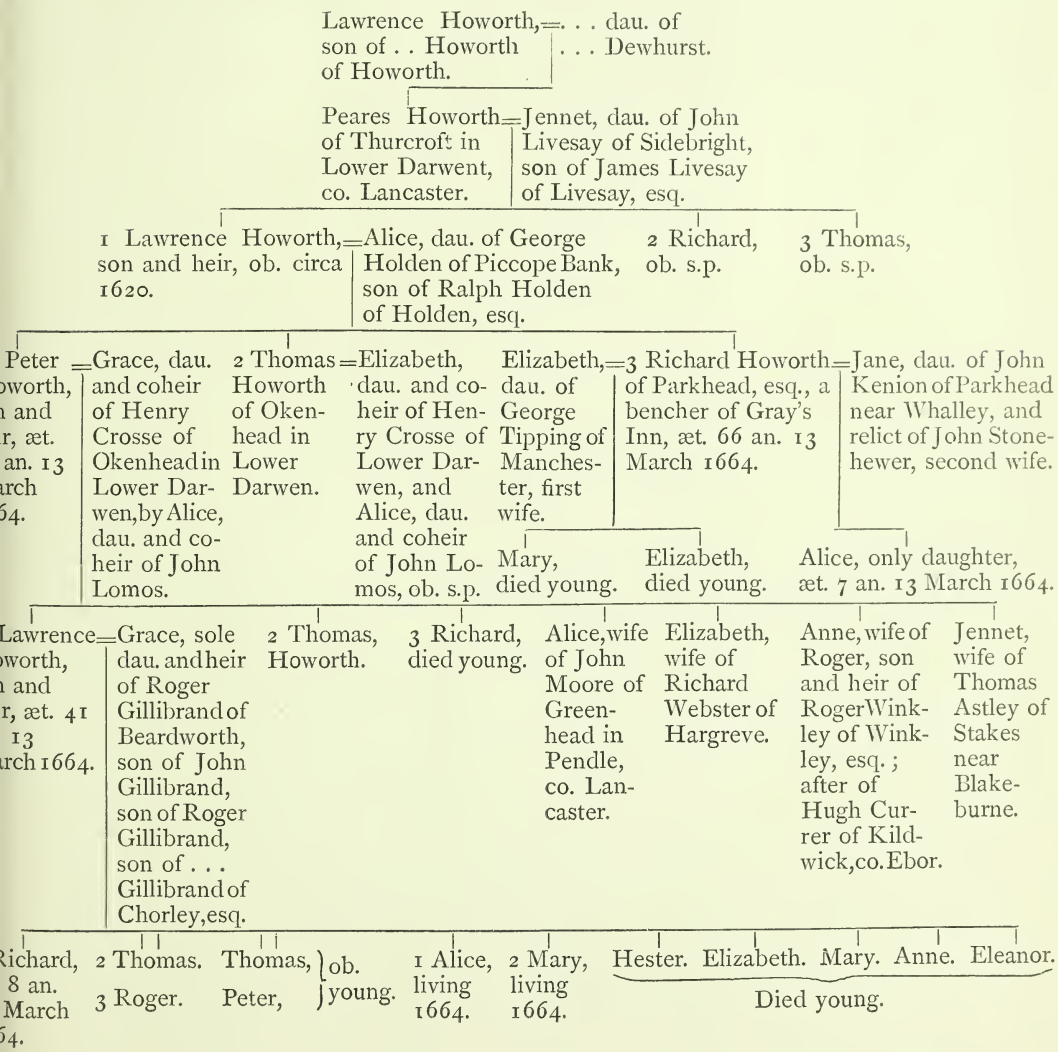 Lawrence Howorth,=. . . dau. of
son of . . Howorth . . . Dewhurst.
of Howorth.
Peares Howorth=Jennet, dau. of John
of Thurcroft in Livesay of Sidebright,
Lower Darwent, son of James Livesay
co. Lancaster. of Livesay, esq.
1 Lawrence Howorth,=
son and heir, ob. circa
1620.
Alice, dau. of George
Holden of Piccope Bank,
son of Ralph Holden
of Holden, esq.
2 Richard,
ob. s.p.
3 Thomas,
ob. s.p.
Peter =
oworth,
n and
r, æt.
an. 13
arch
64.
Grace, dau.
and coheir
of Henry
Crosse of
Okenhead in
Lower Dar-
wen, by Alice,
dau. and co-
heir of John
Lomos.
2 Thomas=
Howorth
of Oken-
head in
Lower
Darwen.
Elizabeth,
dau. and co-
heir of Hen-
ry Crosse of
Lower Dar-
wen, and
Alice, dau.
and coheir
of John Lo-
mos, ob. s.p.
Elizabeth,=
dau. of
George
Tipping of
Manches-
ter, first
wife.
3 Richard Howorth=
of Parkhead, esq., a
bencher of Gray's
Inn, æt. 66 an. 13
March 1664.
Jane, dau. of John
Kenion of Parkhead
near Whalley, and
relict of John Stone-
hewer, second wife.
Mary,
died young.
Elizabeth,
died young.
Alice, only daughter,
æt. 7 an. 13 March 1664.
Lawrence=
oworth,
n and
r, æt. 41
13
arch 1664.
Grace, sole
dau. and heir
of Roger
Gillibrand of
Beardworth,
son of John
Gillibrand,
son of Roger
Gillibrand,
son of . . .
Gillibrand of
Chorley, esq.
2 Thomas,
Howorth.
3 Richard,
died young.
Alice, wife
of John
Moore of
Green-
head in
Pendle,
co. Lan-
caster.
Elizabeth,
wife of
Richard
Webster of
Hargreve.
Anne, wife of
Roger, son
and heir of
Roger Wink-
ley of Wink-
ley, esq. ;
after of
Hugh Cur-
rer of Kild-
wick, co. Ebor.
Jennet,
wife of
Thomas
Astley of
Stakes
near
Blake-
burne.
Richard,
8 an.
March
64.
2 Thomas.
3 Roger.
Thomas,
Peter,
ob.
young.
1 Alice,
living
1664.
2 Mary,
living
1664.
Hester. Elizabeth. Mary. Anne. Eleanor.
Died young.